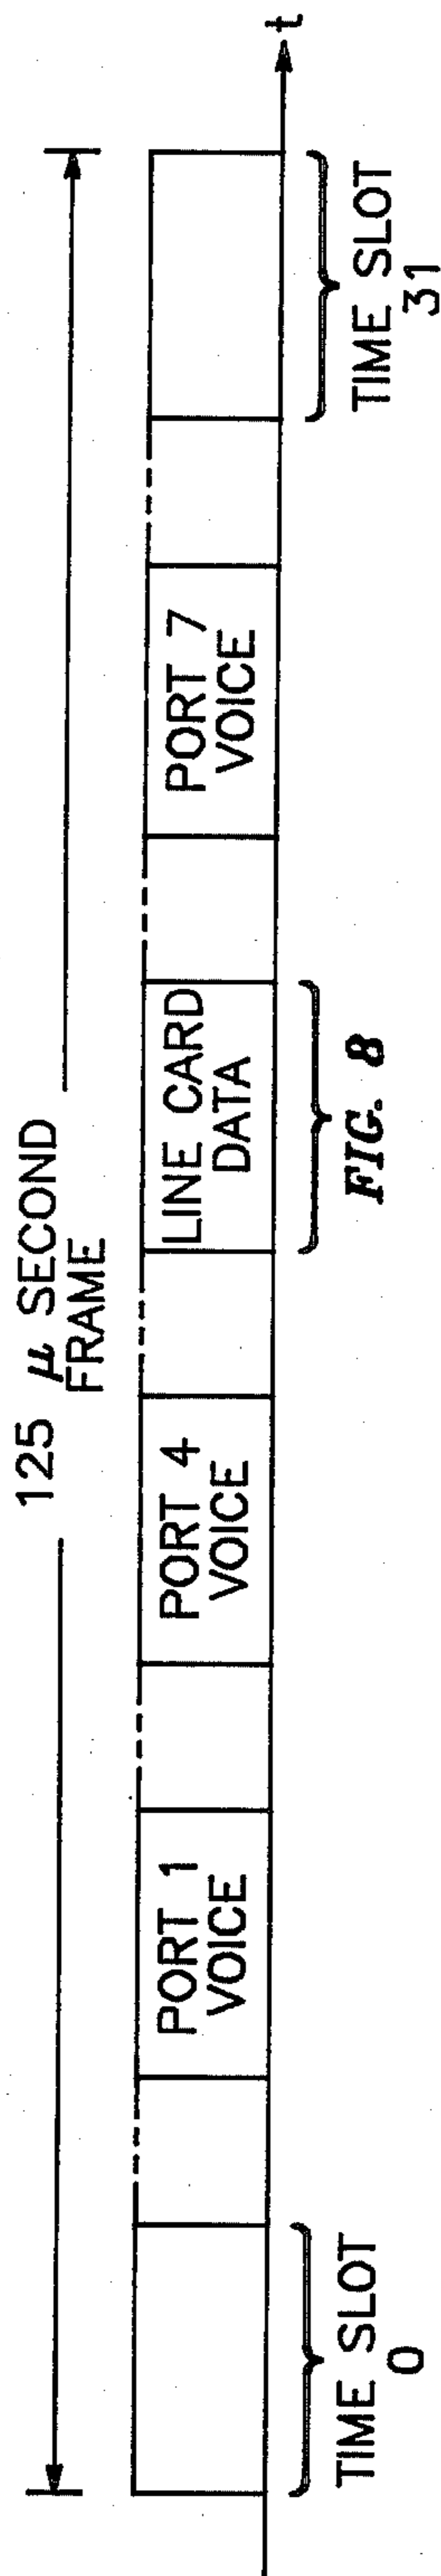 125 μ SECOND
FRAME
PORT 1
VOICE
PORT 4
VOICE
LINE CARD
DATA
PORT 7
VOICE
t
TIME SLOT
0
FIG. 8
TIME SLOT
31